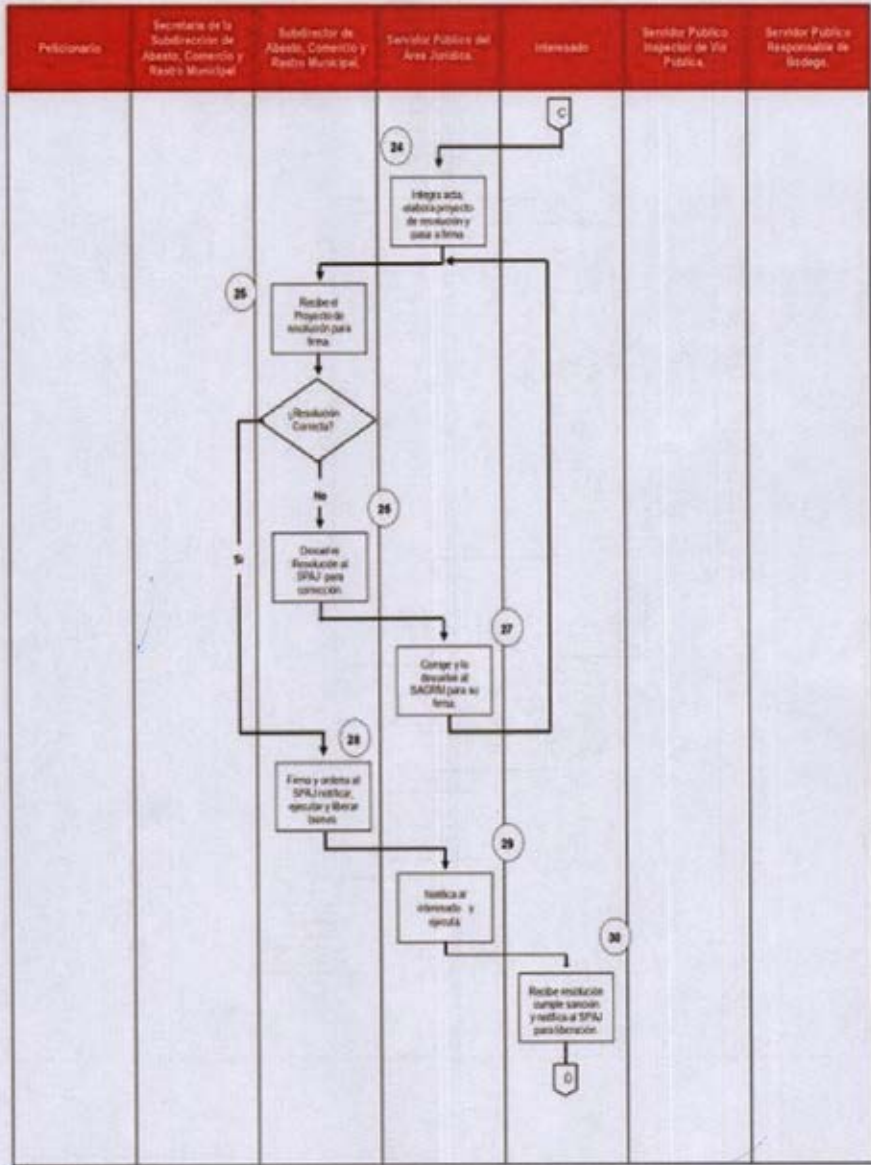 Peticionario
Secretaria de la
Subdirección de
Abasto, Comercio y
Rastro Municipal
Subdirector de
Abasto, Comercio y
Rastro Municipal.
Servidor Público del
Área Jurídica.
Interesado
Servidor Público
Inspector de Vía
Pública.
Servidor Público
Responsable de
Bodega.
C
24
Integra acta,
elabora proyecto
de resolución y
pasa a firma.
25
Recibe el
Proyecto de
resolución para
firma.
¿Resolución
Correcta?
No
Si
26
Devuelve
Resolución al
SPAJ para
corrección.
27
Corrige y lo
devuelve al
SACRM para su
firma.
28
Firma y ordena al
SPAJ notificar,
ejecutar y liberar
bienes
29
Notifica al
interesado y
ejecuta.
30
Recibe resolución
cumple sanción
y notifica al SPAJ
para liberación
D